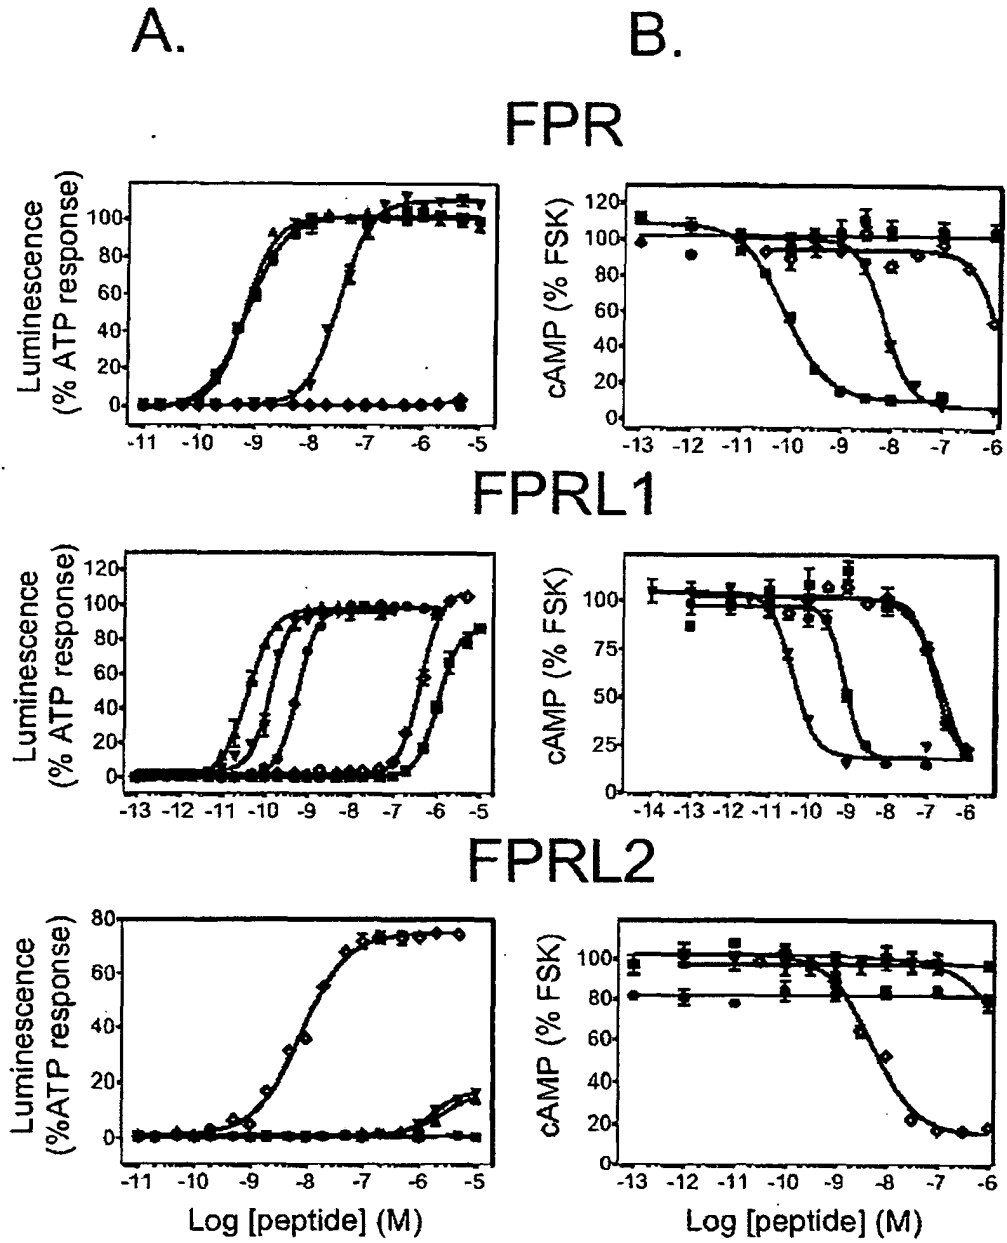 A.
B.
FPR
Luminescence
(% ATP response)
100
80
60
40
20
0
-11 -10 -9 -8 -7 -6 -5
cAMP (% FSK)
120
100
80
60
40
20
0
-13 -12 -11 -10 -9 -8 -7 -6
FPRL1
Luminescence
(% ATP response)
120
100
80
60
40
20
0
-13 -12 -11 -10 -9 -8 -7 -6 -5
cAMP (% FSK)
100
75
50
25
0
-14 -13 -12 -11 -10 -9 -8 -7 -6
FPRL2
Luminescence
(%ATP response)
80
60
40
20
0
-11 -10 -9 -8 -7 -6 -5
Log [peptide] (M)
cAMP (% FSK)
100
80
60
40
20
0
-13 -12 -11 -10 -9 -8 -7 -6
Log [peptide] (M)